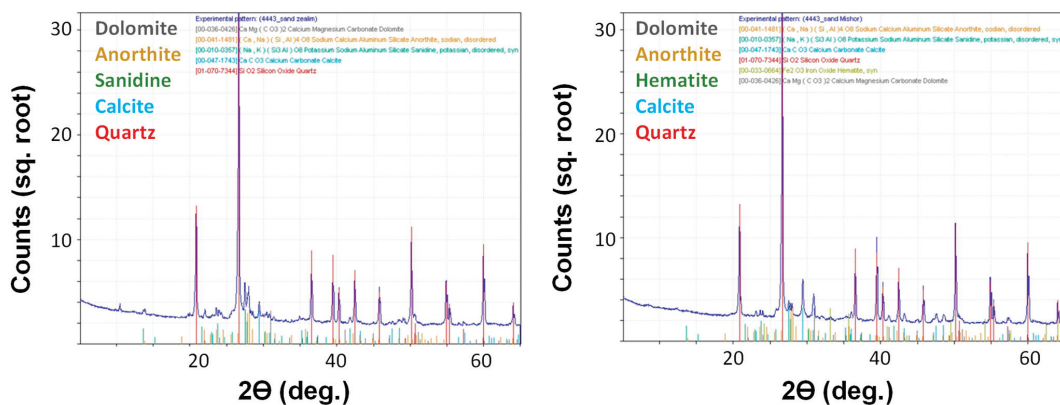 Experimental pattern: (4443_sand zealim)
[00-036-0426] Ca Mg ( C O3 )2 Calcium Magnesium Carbonate Dolomite
[00-041-1481] ( Ca , Na ) ( Si , Al )4 O8 Sodium Calcium Aluminum Silicate Anorthite, sodian, disordered
[00-010-0357] ( Na , K ) ( Si3 Al ) O8 Potassium Sodium Aluminum Silicate Sanidine, potassian, disordered, syn
[00-047-1743] Ca C O3 Calcium Carbonate Calcite
[01-070-7344] Si O2 Silicon Oxide Quartz
Dolomite
Anorthite
Sanidine
Calcite
Quartz
Counts (sq. root)
30
20
10
20
40
60
2Θ (deg.)
Experimental pattern: (4443_sand Mishor)
[00-041-1481] ( Ca , Na ) ( Si , Al )4 O8 Sodium Calcium Aluminum Silicate Anorthite, sodian, disordered
[00-010-0357] ( Na , K ) ( Si3 Al ) O8 Potassium Sodium Aluminum Silicate Sanidine, potassian, disordered, syn
[00-047-1743] Ca C O3 Calcium Carbonate Calcite
[01-070-7344] Si O2 Silicon Oxide Quartz
[00-033-0664] Fe2 O3 Iron Oxide Hematite, syn
[00-036-0426] Ca Mg ( C O3 )2 Calcium Magnesium Carbonate Dolomite
Dolomite
Anorthite
Hematite
Calcite
Quartz
Counts (sq. root)
30
20
10
20
40
60
2Θ (deg.)